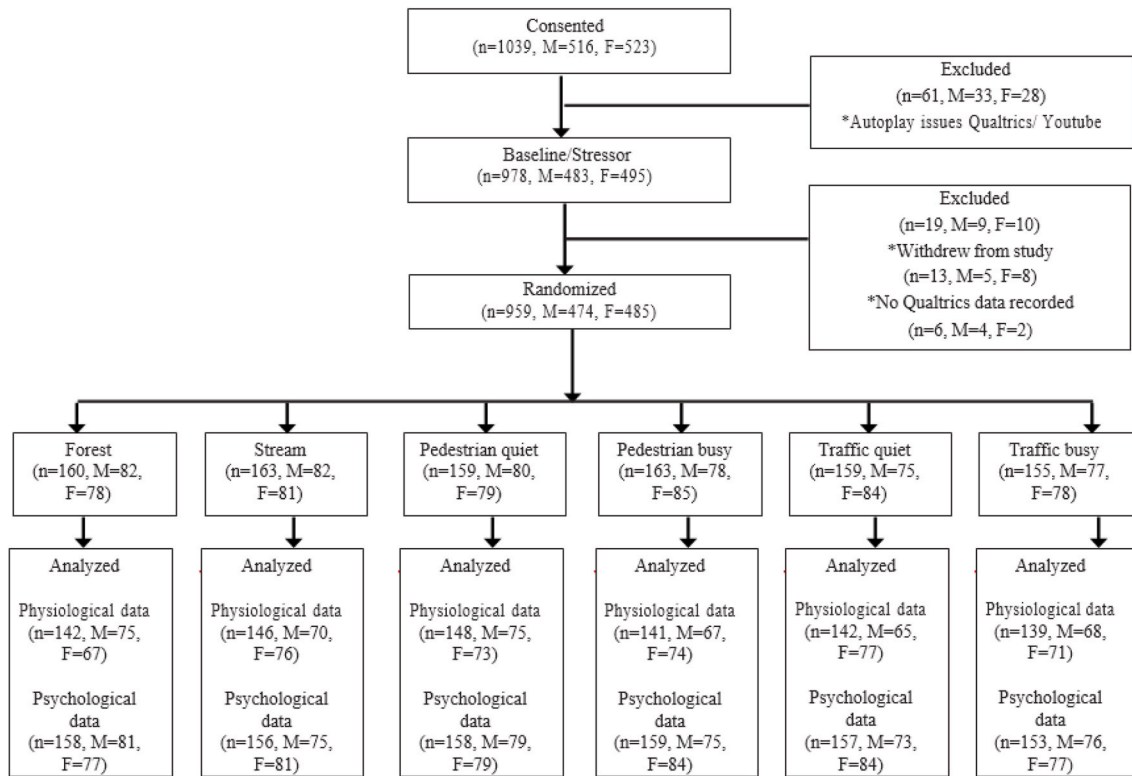 Consented
(n=1039, M=516, F=523)
Excluded
(n=61, M=33, F=28)
*Autoplay issues Qualtrics/ Youtube
Baseline/Stressor
(n=978, M=483, F=495)
Excluded
(n=19, M=9, F=10)
*Withdrew from study
(n=13, M=5, F=8)
*No Qualtrics data recorded
(n=6, M=4, F=2)
Randomized
(n=959, M=474, F=485)
Forest
(n=160, M=82,
F=78)
Stream
(n=163, M=82,
F=81)
Pedestrian quiet
(n=159, M=80,
F=79)
Pedestrian busy
(n=163, M=78,
F=85)
Traffic quiet
(n=159, M=75,
F=84)
Traffic busy
(n=155, M=77,
F=78)
Analyzed
Physiological data
(n=142, M=75,
F=67)
Psychological
data
(n=158, M=81,
F=77)
Analyzed
Physiological data
(n=146, M=70,
F=76)
Psychological
data
(n=156, M=75,
F=81)
Analyzed
Physiological data
(n=148, M=75,
F=73)
Psychological
data
(n=158, M=79,
F=79)
Analyzed
Physiological data
(n=141, M=67,
F=74)
Psychological
data
(n=159, M=75,
F=84)
Analyzed
Physiological data
(n=142, M=65,
F=77)
Psychological
data
(n=157, M=73,
F=84)
Analyzed
Physiological data
(n=139, M=68,
F=71)
Psychological
data
(n=153, M=76,
F=77)